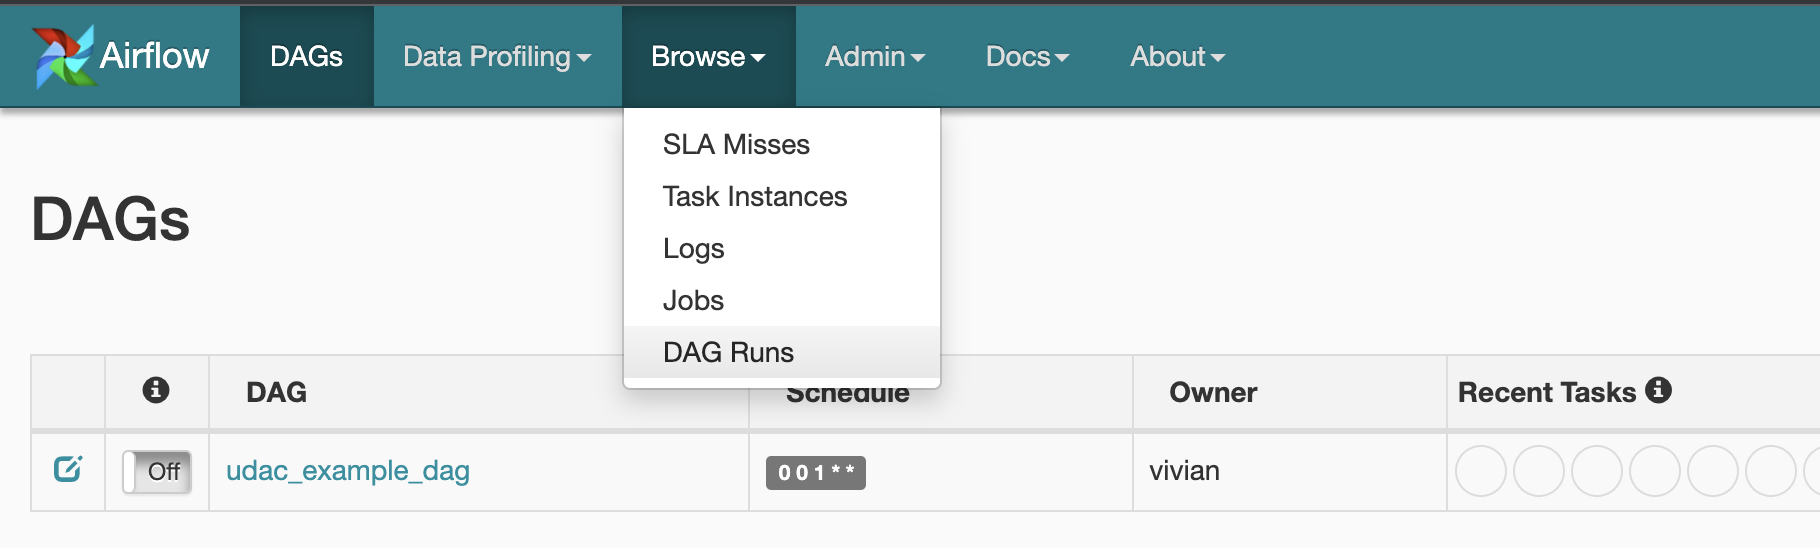 Airflow DAGs Data Profiling Browse Admin Docs About
SLA Misses
Task Instances
Logs
Jobs
DAG Runs
DAGs
DAG Schedule Owner Recent Tasks
Off udac_example_dag 0 0 1 * * vivian